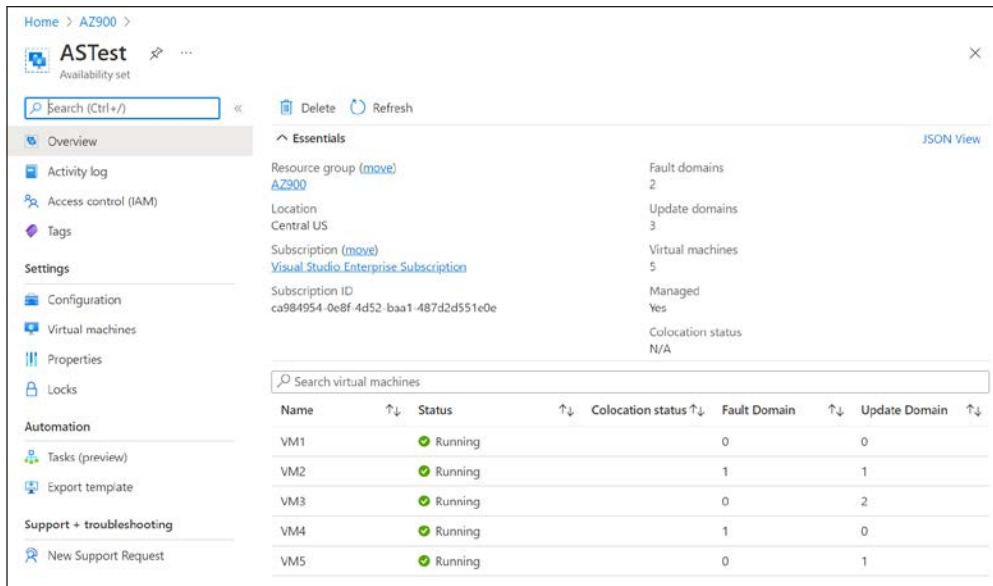 Home > AZ900 >
ASTest ...
Availability set
Search (Ctrl+/)
Overview
Activity log
Access control (IAM)
Tags
Settings
Configuration
Virtual machines
Properties
Locks
Automation
Tasks (preview)
Export template
Support + troubleshooting
New Support Request
Delete Refresh
Essentials JSON View
Resource group (move)
AZ900
Location
Central US
Subscription (move)
Visual Studio Enterprise Subscription
Subscription ID
ca984954-0e8f-4d52-baa1-487d2d551e0e
Fault domains
2
Update domains
3
Virtual machines
5
Managed
Yes
Colocation status
N/A
Search virtual machines
Name Status Colocation status Fault Domain Update Domain
VM1 Running 0 0
VM2 Running 1 1
VM3 Running 0 2
VM4 Running 1 0
VM5 Running 0 1